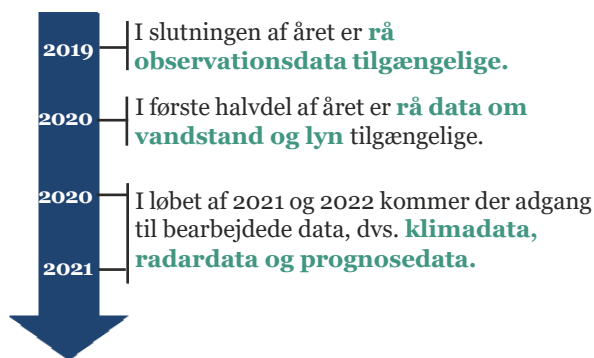 2019
I slutningen af året er rå
observationsdata tilgængelige.
2020
I første halvdel af året er rå data om
vandstand og lyn tilgængelige.
2020
I løbet af 2021 og 2022 kommer der adgang
til bearbejdede data, dvs. klimadata,
radardata og prognosedata.
2021